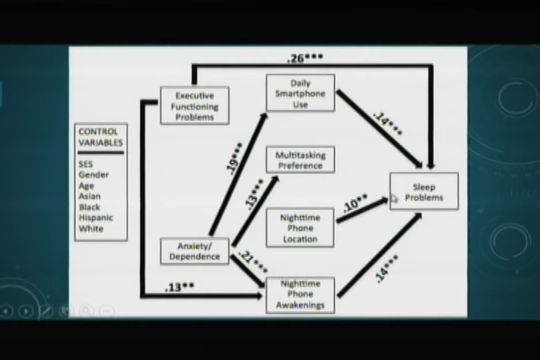 .26***
Executive
Functioning
Problems
Daily
Smartphone
Use
.14***
CONTROL
VARIABLES
SES
Gender
Age
Asian
Black
Hispanic
White
.19***
Multitasking
Preference
.13***
Sleep
Problems
Nighttime
Phone
Location
.10**
Anxiety/
Dependence
.21***
.13**
Nighttime
Phone
Awakenings
.14***